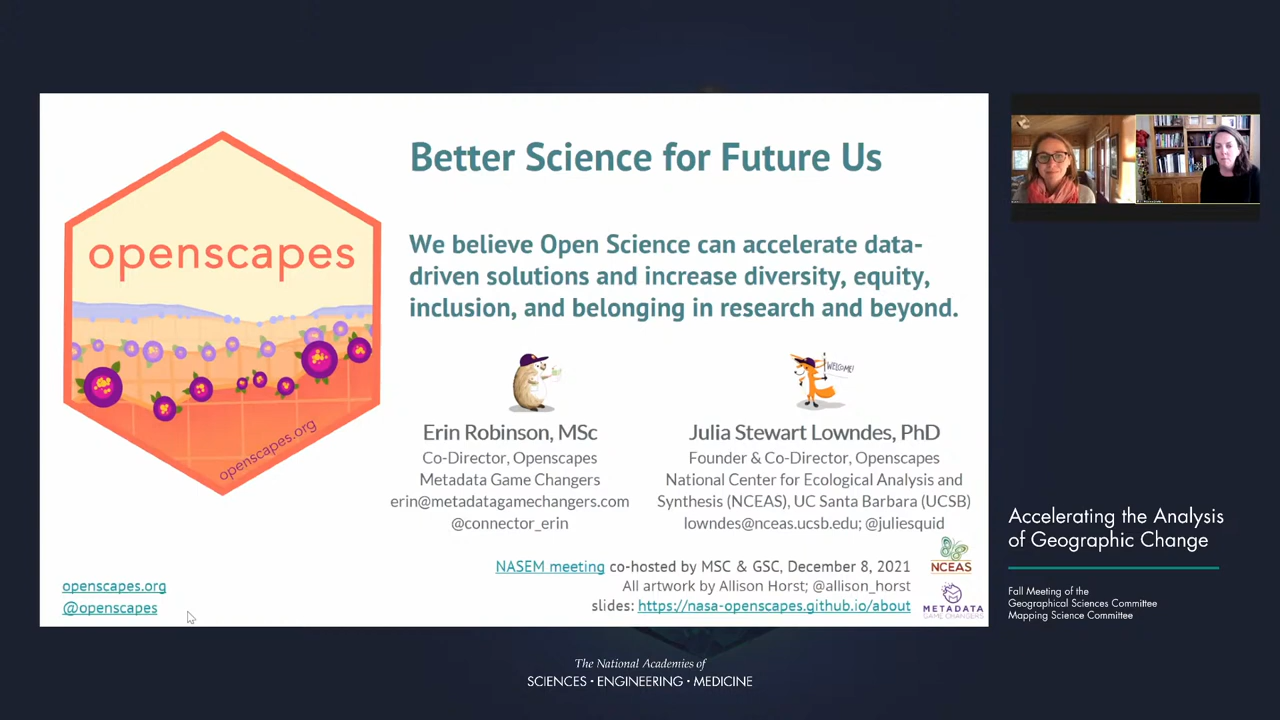 openscapes
openscapes.org
Better Science for Future Us
We believe Open Science can accelerate data-
driven solutions and increase diversity, equity,
inclusion, and belonging in research and beyond.
WELCOME!
Erin Robinson, MSc
Co-Director, Openscapes
Metadata Game Changers
erin@metadatagamechangers.com
@connector_erin
Julia Stewart Lowndes, PhD
Founder & Co-Director, Openscapes
National Center for Ecological Analysis and
Synthesis (NCEAS), UC Santa Barbara (UCSB)
lowndes@nceas.ucsb.edu; @juliesquid
NASEM meeting co-hosted by MSC & GSC, December 8, 2021
All artwork by Allison Horst; @allison_horst
slides: https://nasa-openscapes.github.io/about
NCEAS
METADATA
GAME CHANGERS
openscapes.org
@openscapes
Accelerating the Analysis
of Geographic Change
Fall Meeting of the
Geographical Sciences Committee
Mapping Science Committee
The National Academies of
SCIENCES • ENGINEERING • MEDICINE